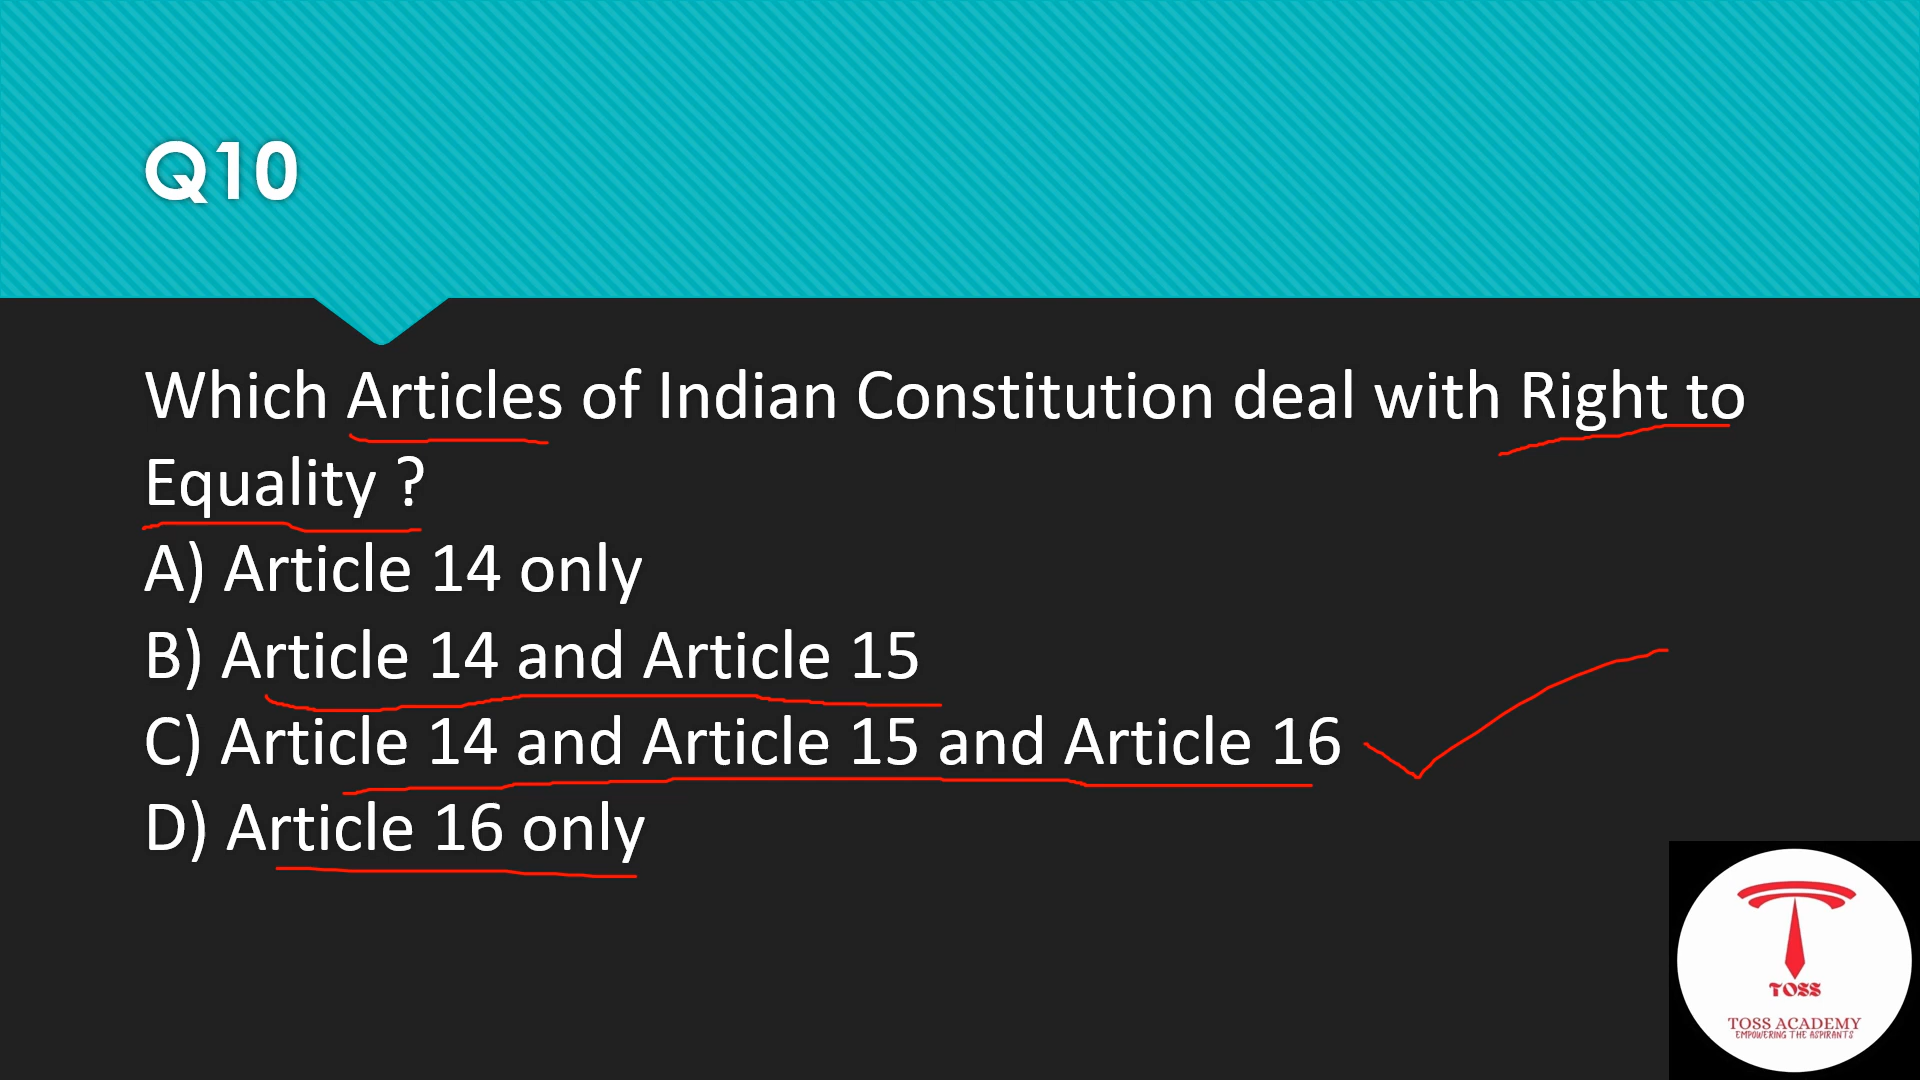 Q10
Which Articles of Indian Constitution deal with Right to
Equality ?
A) Article 14 only
B) Article 14 and Article 15
C) Article 14 and Article 15 and Article 16
D) Article 16 only
TOSS
TOSS ACADEMY
EMPOWERING THE ASPIRANTS